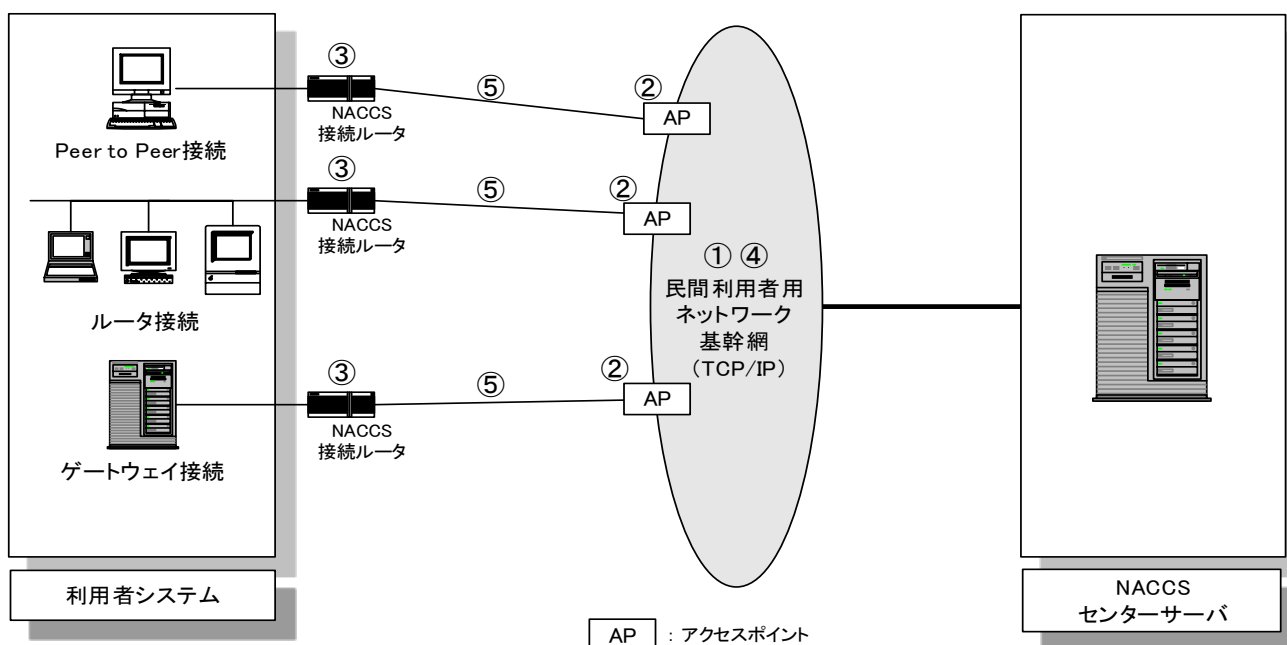 ③
NACCS
接続ルータ
⑤
②
AP
Peer to Peer接続
③
NACCS
接続ルータ
⑤
②
AP
ルータ接続
① ④
民間利用者用
ネットワーク
基幹網
（TCP/IP）
③
NACCS
接続ルータ
⑤
②
AP
ゲートウェイ接続
利用者システム
NACCS
センターサーバ
AP ：アクセスポイント